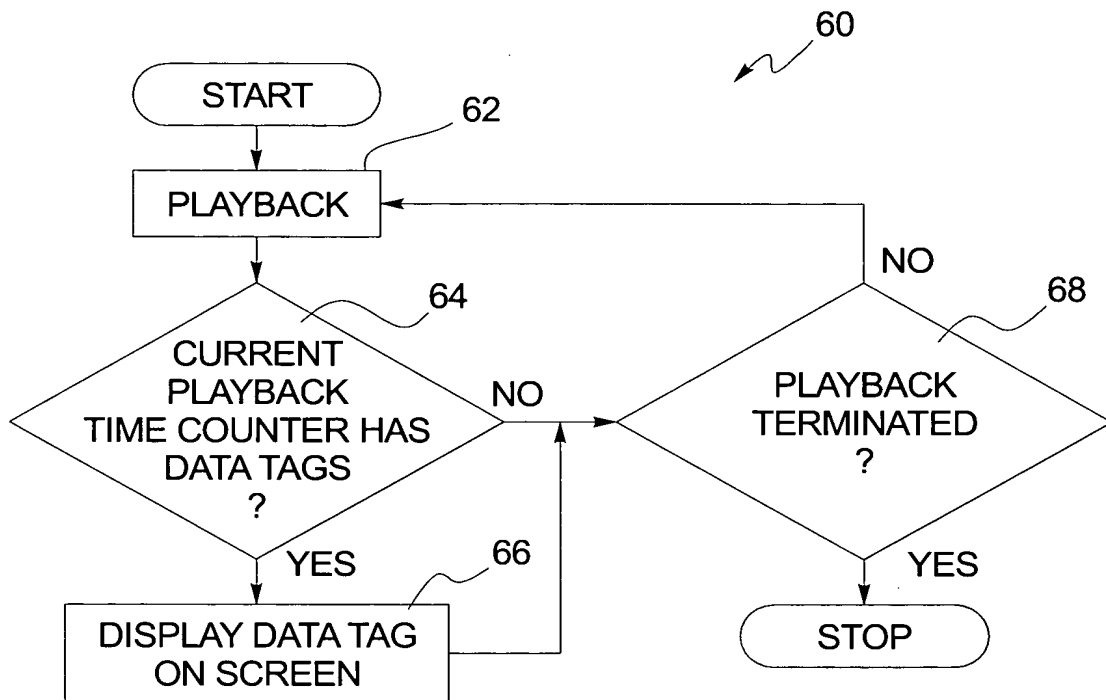 60
START
62
PLAYBACK
64
CURRENT
PLAYBACK
TIME COUNTER HAS
DATA TAGS
?
NO
YES
66
DISPLAY DATA TAG
ON SCREEN
NO
68
PLAYBACK
TERMINATED
?
YES
STOP